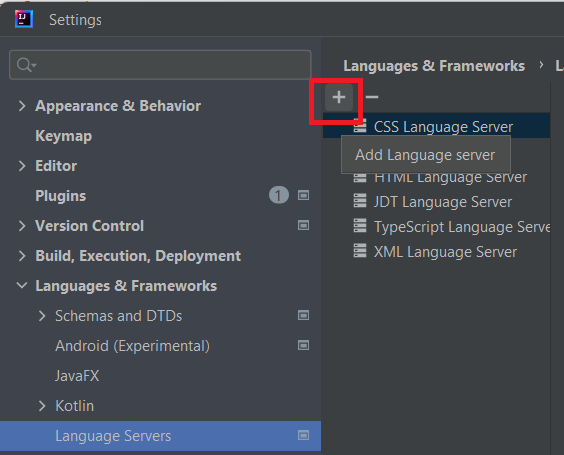 IJ
Settings
Languages & Frameworks › L
Appearance & Behavior
Keymap
Editor
Plugins 1
Version Control
Build, Execution, Deployment
Languages & Frameworks
Schemas and DTDs
Android (Experimental)
JavaFX
Kotlin
Language Servers
+ −
CSS Language Server
Add Language server
HTML Language Server
JDT Language Server
TypeScript Language Serve
XML Language Server